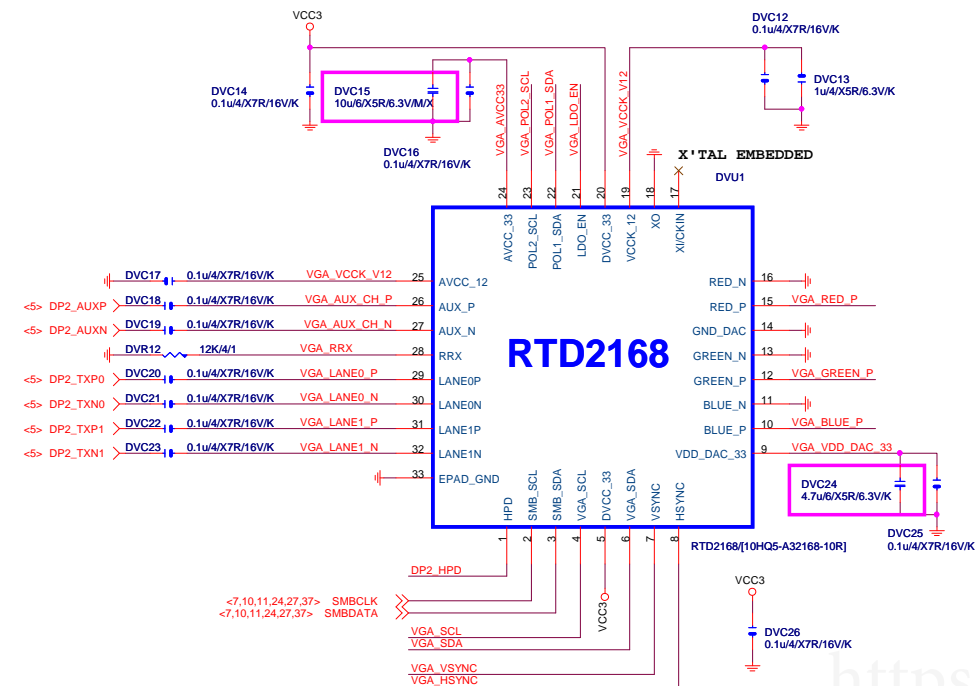 VCC3
DVC12
0.1u/4/X7R/16V/K
DVC14
0.1u/4/X7R/16V/K
DVC15
10u/6/X5R/6.3V/M/X
DVC13
1u/4/X5R/6.3V/K
DVC16
0.1u/4/X7R/16V/K
VGA_AVCC33
VGA_POL2_SCL
VGA_POL1_SDA
VGA_LDO_EN
VGA_VCCK_V12
X'TAL EMBEDDED
DVU1
24
23
22
21
20
19
18
17
AVCC_33
POL2_SCL
POL1_SDA
LDO_EN
DVCC_33
VCCK_12
XO
XI/CKIN
DVC17 0.1u/4/X7R/16V/K VGA_VCCK_V12 25 AVCC_12
<5> DP2_AUXP DVC18 0.1u/4/X7R/16V/K VGA_AUX_CH_P 26 AUX_P
<5> DP2_AUXN DVC19 0.1u/4/X7R/16V/K VGA_AUX_CH_N 27 AUX_N
DVR12 12K/4/1 VGA_RRX 28 RRX
<5> DP2_TXP0 DVC20 0.1u/4/X7R/16V/K VGA_LANE0_P 29 LANE0P
<5> DP2_TXN0 DVC21 0.1u/4/X7R/16V/K VGA_LANE0_N 30 LANE0N
<5> DP2_TXP1 DVC22 0.1u/4/X7R/16V/K VGA_LANE1_P 31 LANE1P
<5> DP2_TXN1 DVC23 0.1u/4/X7R/16V/K VGA_LANE1_N 32 LANE1N
33 EPAD_GND
RTD2168
RED_N 16
RED_P 15 VGA_RED_P
GND_DAC 14
GREEN_N 13
GREEN_P 12 VGA_GREEN_P
BLUE_N 11
BLUE_P 10 VGA_BLUE_P
VDD_DAC_33 9 VGA_VDD_DAC_33
DVC24
4.7u/6/X5R/6.3V/K
DVC25
0.1u/4/X7R/16V/K
HPD
SMB_SCL
SMB_SDA
VGA_SCL
DVCC_33
VGA_SDA
VSYNC
HSYNC
1
2
3
4
5
6
7
8
RTD2168/[10HQ5-A32168-10R]
DP2_HPD
<7,10,11,24,27,37> SMBCLK
<7,10,11,24,27,37> SMBDATA
VCC3
VGA_SCL
VGA_SDA
VGA_VSYNC
VGA_HSYNC
VCC3
DVC26
0.1u/4/X7R/16V/K
https